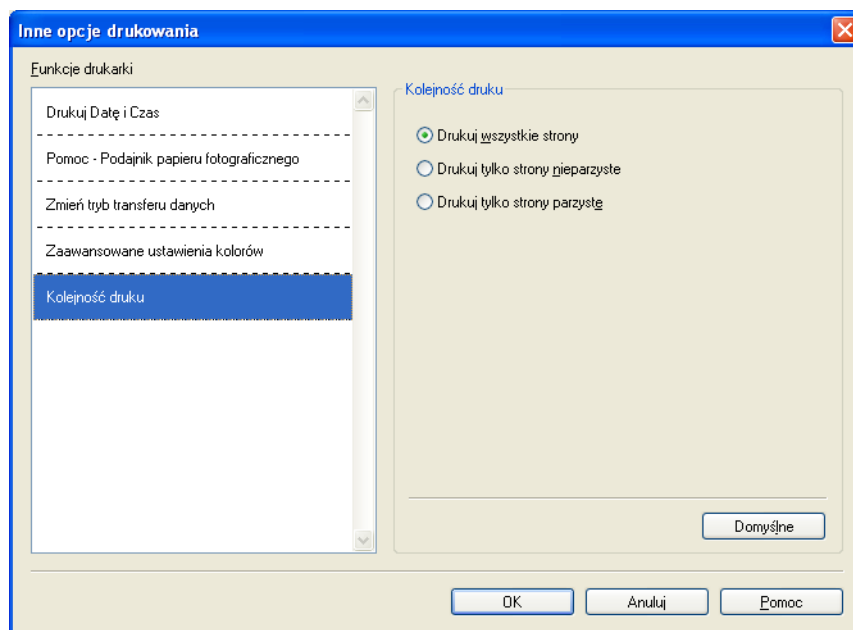 Inne opcje drukowania
Funkcje drukarki
Drukuj Datę i Czas
Pomoc - Podajnik papieru fotograficznego
Zmień tryb transferu danych
Zaawansowane ustawienia kolorów
Kolejność druku
Kolejność druku
Drukuj wszystkie strony
Drukuj tylko strony nieparzyste
Drukuj tylko strony parzyste
Domyślne
OK
Anuluj
Pomoc